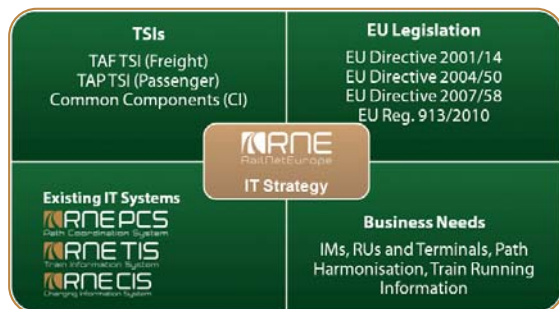 TSIs
TAF TSI (Freight)
TAP TSI (Passenger)
Common Components (CI)
EU Legislation
EU Directive 2001/14
EU Directive 2004/50
EU Directive 2007/58
EU Reg. 913/2010
RNE
RailNetEurope
IT Strategy
Existing IT Systems
RNE PCS
Path Coordination System
RNE TIS
Train Information System
RNE CIS
Charging Information System
Business Needs
IMs, RUs and Terminals, Path
Harmonisation, Train Running
Information